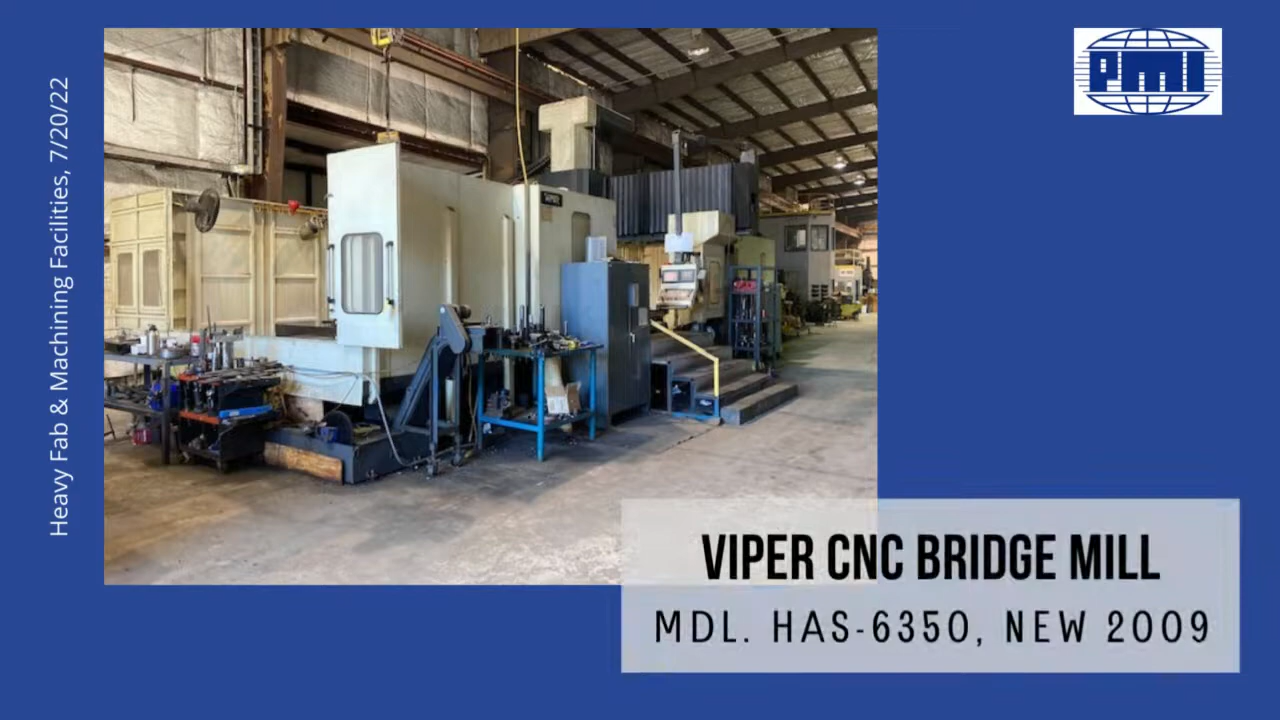 Heavy Fab & Machining Facilities, 7/20/22
PMI
VIPER CNC BRIDGE MILL
MDL. HAS-6350, NEW 2009